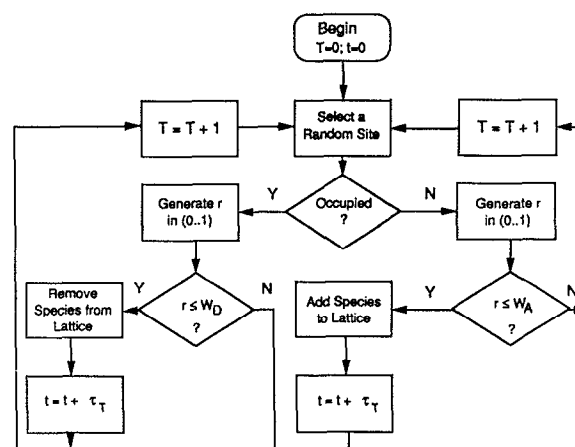 Begin
T=0; t=0
T = T + 1
Select a
Random Site
T = T + 1
Y
Occupied
?
N
Generate r
in (0..1)
Generate r
in (0..1)
Remove
Species from
Lattice
Y
r ≤ W_D
?
N
Add Species
to Lattice
Y
r ≤ W_A
?
N
t = t + τ_T
t = t + τ_T